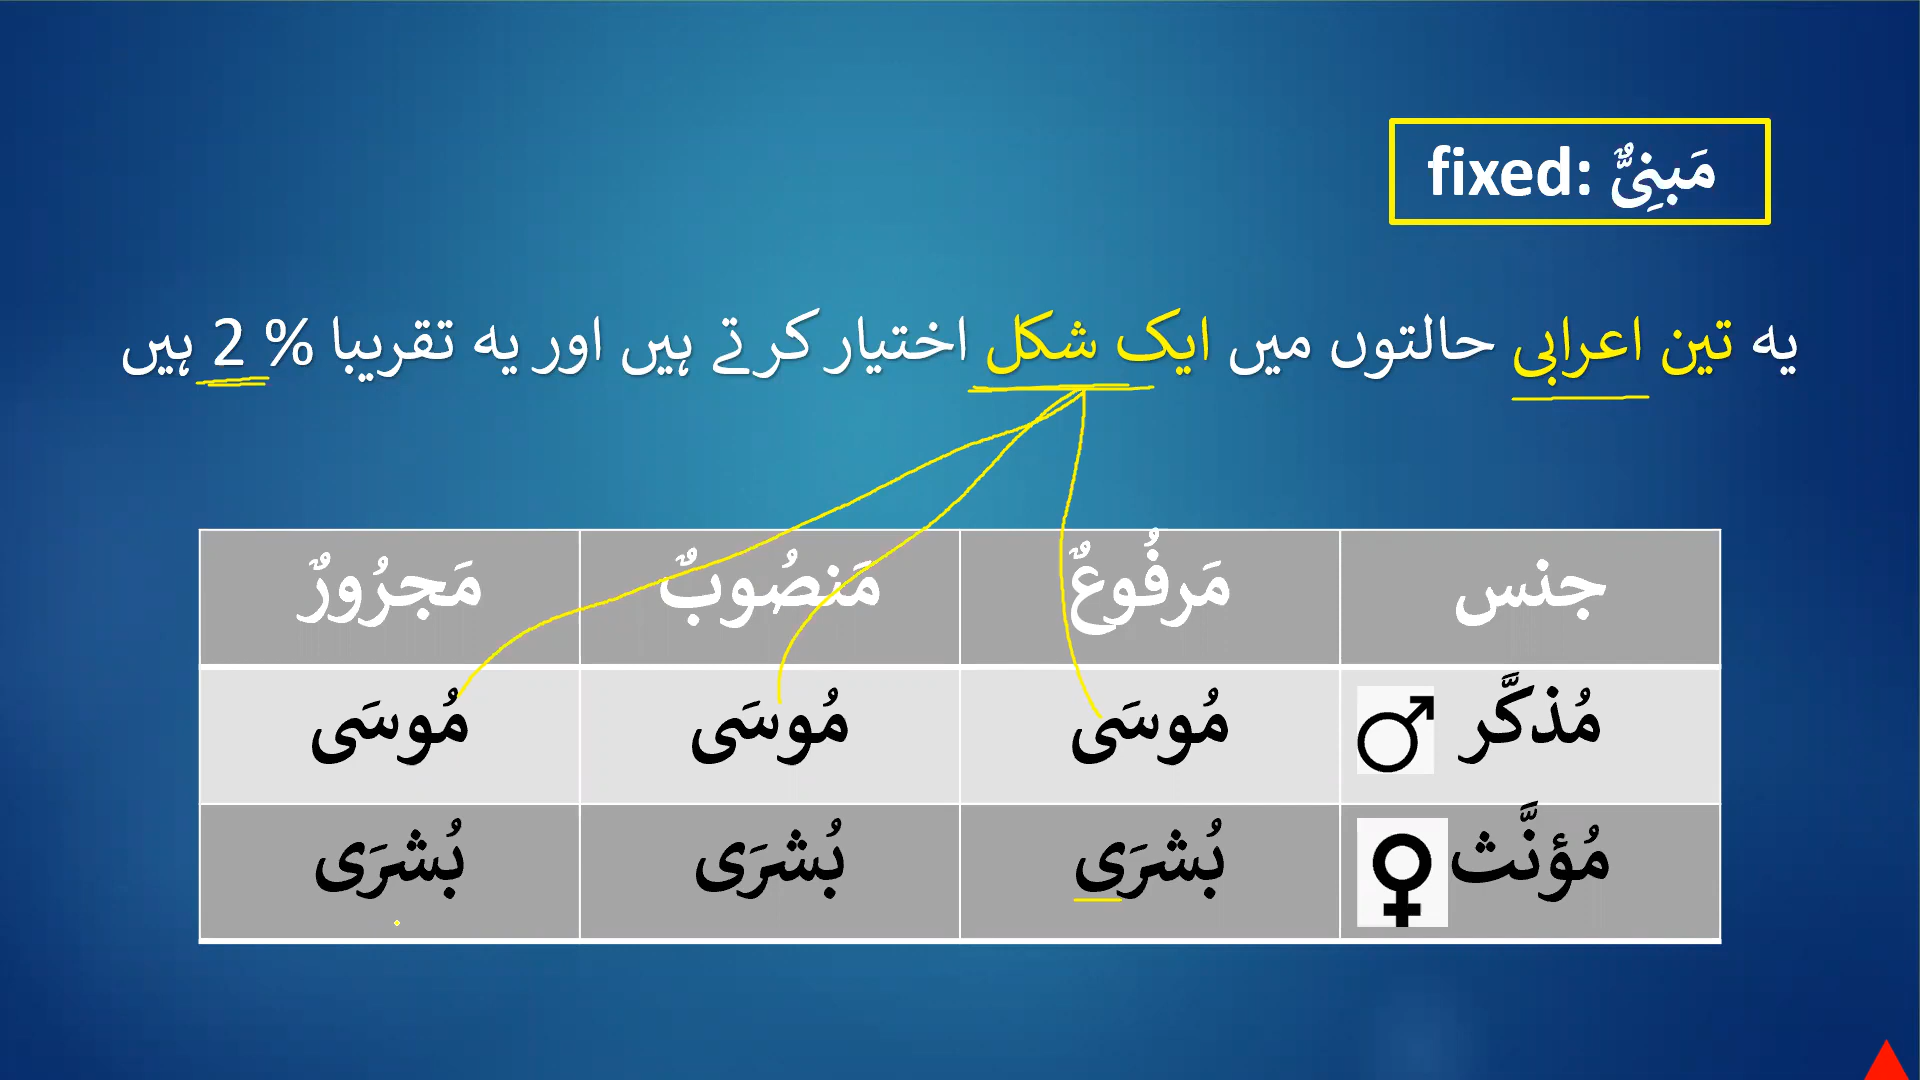 مَبنِیٌّ :fixed
یہ تین اعرابی حالتوں میں ایک شکل اختیار کرتے ہیں اور یہ تقریبا % 2 ہیں
جنس مَرفُوعٌ مَنصُوبٌ مَجرُورٌ
مُذکَّر مُوسَی مُوسَی مُوسَی
مُؤنَّث بُشرَی بُشرَی بُشرَی